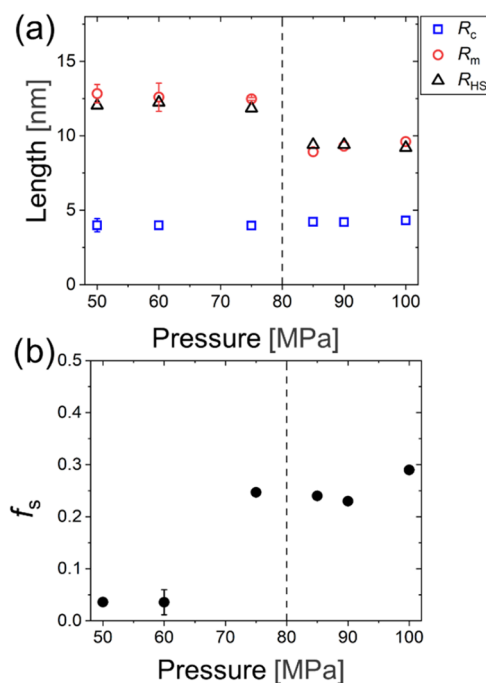 (a)
R_c
R_m
R_HS
Length [nm]
15
10
5
0
50 60 70 80 90 100
Pressure [MPa]
(b)
f_s
0.5
0.4
0.3
0.2
0.1
0.0
50 60 70 80 90 100
Pressure [MPa]